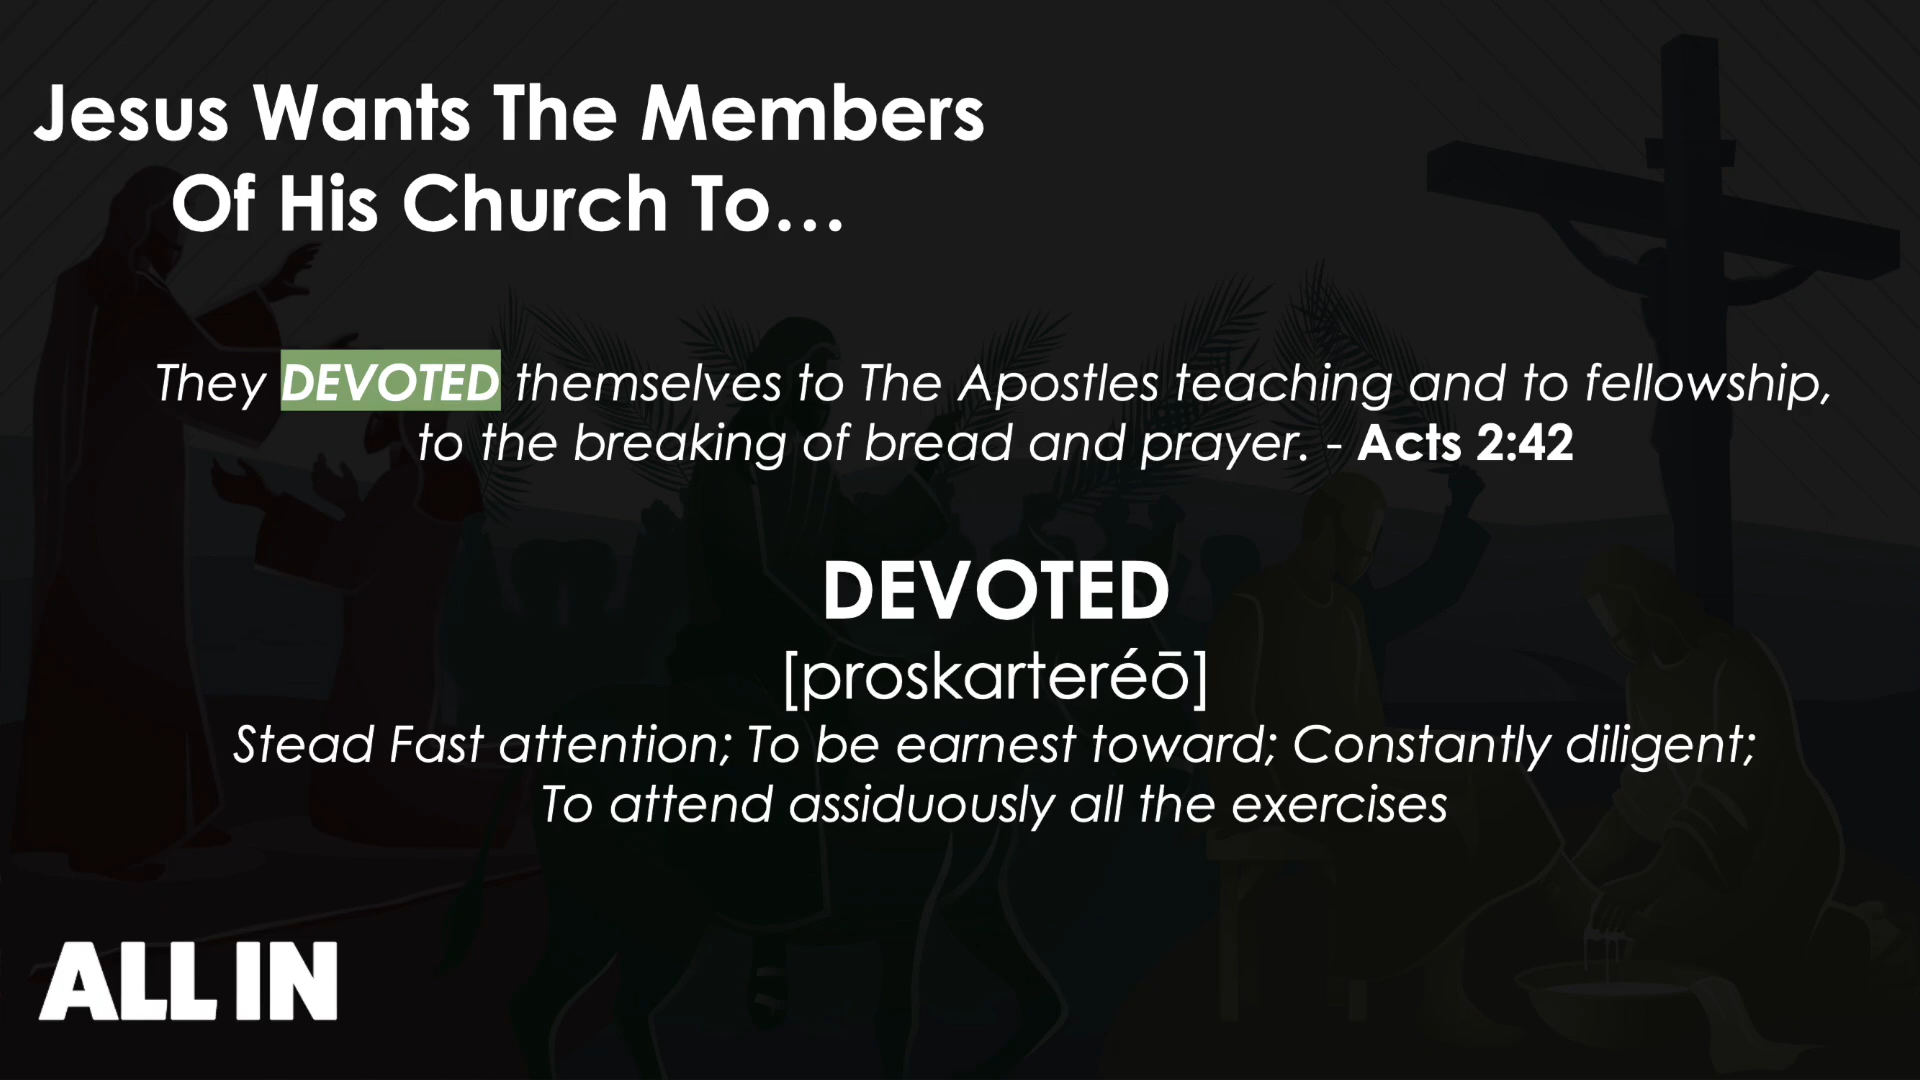 Jesus Wants The Members
Of His Church To…
They DEVOTED themselves to The Apostles teaching and to fellowship,
to the breaking of bread and prayer. - Acts 2:42
DEVOTED
[proskarteréō]
Stead Fast attention; To be earnest toward; Constantly diligent;
To attend assiduously all the exercises
ALL IN